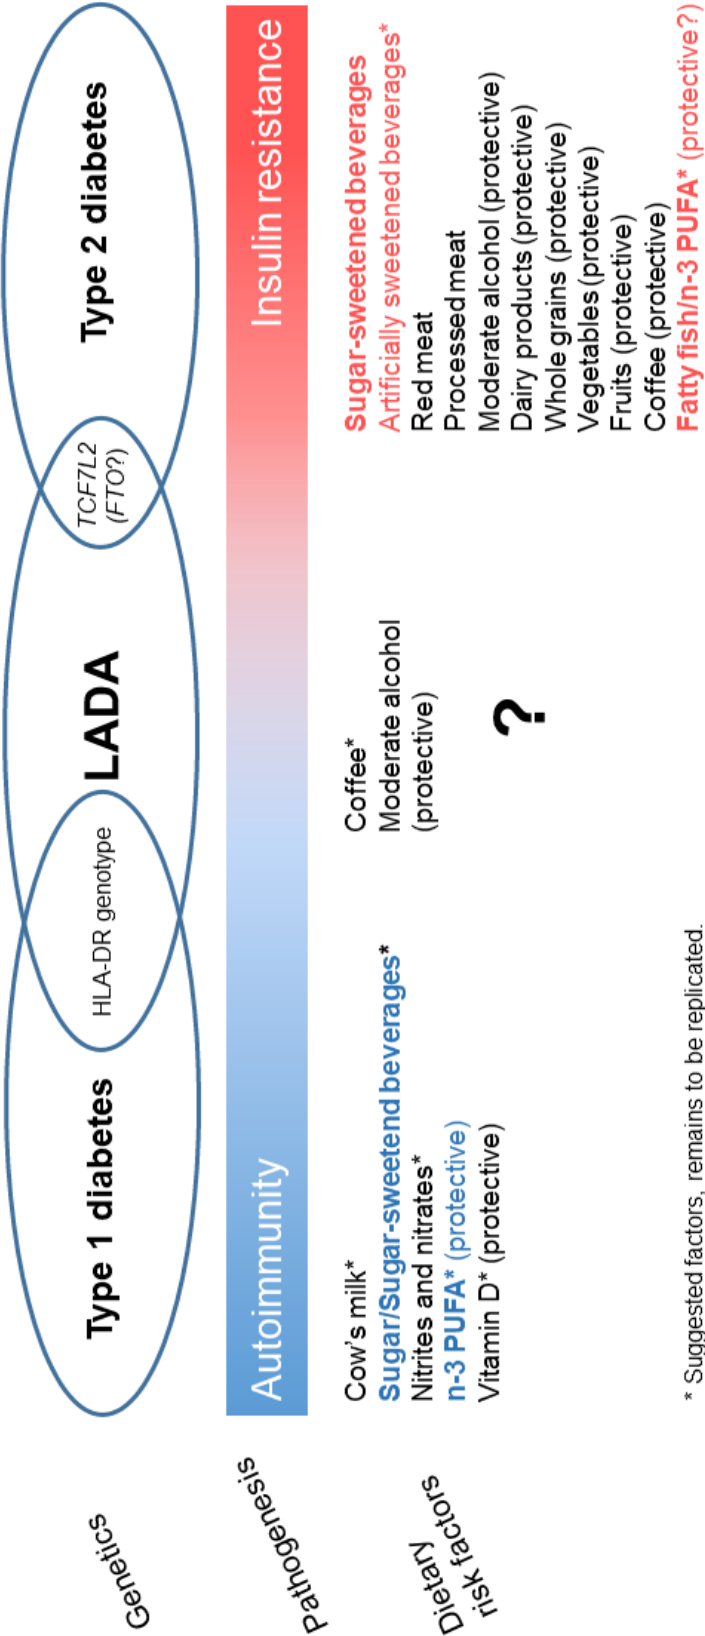 Genetics
Type 1 diabetes
HLA-DR genotype
LADA
TCF7L2
(FTO?)
Type 2 diabetes
Pathogenesis
Autoimmunity
Insulin resistance
Dietary
risk factors
Cow's milk*
Sugar/Sugar-sweetend beverages*
Nitrites and nitrates*
n-3 PUFA* (protective)
Vitamin D* (protective)
Coffee*
Moderate alcohol
(protective)
?
Sugar-sweetened beverages
Artificially sweetened beverages*
Red meat
Processed meat
Moderate alcohol (protective)
Dairy products (protective)
Whole grains (protective)
Vegetables (protective)
Fruits (protective)
Coffee (protective)
Fatty fish/n-3 PUFA* (protective?)
* Suggested factors, remains to be replicated.